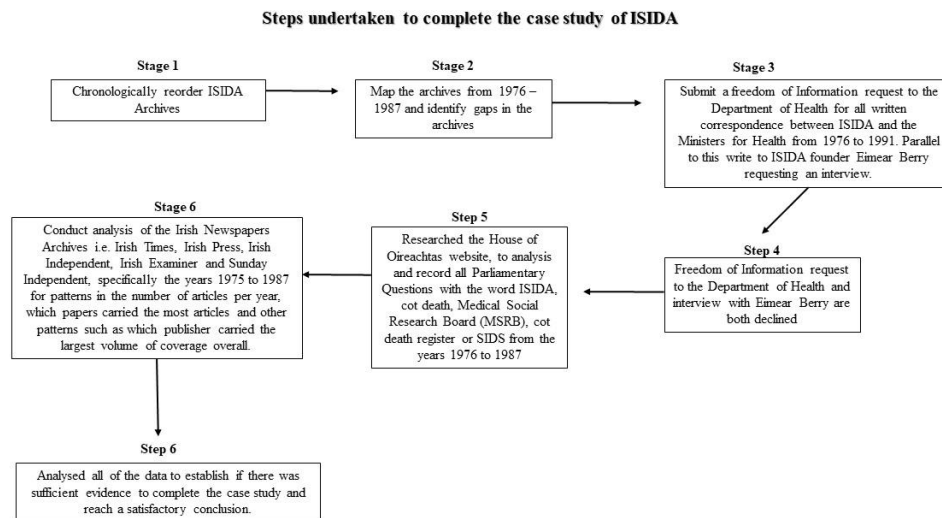 Steps undertaken to complete the case study of ISIDA
Stage 1
Chronologically reorder ISIDA
Archives
Stage 2
Map the archives from 1976 –
1987 and identify gaps in the
archives
Stage 3
Submit a freedom of Information request to the
Department of Health for all written
correspondence between ISIDA and the
Ministers for Health from 1976 to 1991. Parallel
to this write to ISIDA founder Eimear Berry
requesting an interview.
Step 4
Freedom of Information request
to the Department of Health and
interview with Eimear Berry are
both declined
Step 5
Researched the House of
Oireachtas website, to analysis
and record all Parliamentary
Questions with the word ISIDA,
cot death, Medical Social
Research Board (MSRB), cot
death register or SIDS from the
years 1976 to 1987
Stage 6
Conduct analysis of the Irish Newspapers
Archives i.e. Irish Times, Irish Press, Irish
Independent, Irish Examiner and Sunday
Independent, specifically the years 1975 to 1987
for patterns in the number of articles per year,
which papers carried the most articles and other
patterns such as which publisher carried the
largest volume of coverage overall.
Step 6
Analysed all of the data to establish if there was
sufficient evidence to complete the case study and
reach a satisfactory conclusion.